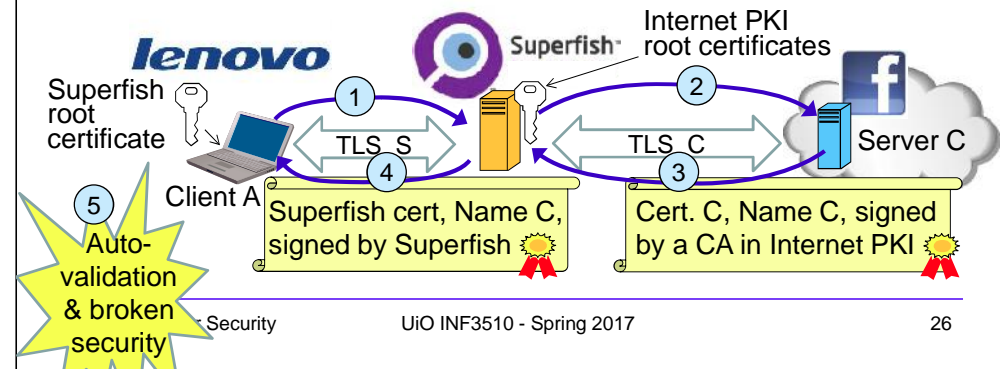 lenovo
Superfish
Internet PKI
root certificates
Superfish
root
certificate
1
2
f
TLS_S
TLS_C
Server C
4
3
Client A
Superfish cert, Name C,
signed by Superfish
Cert. C, Name C, signed
by a CA in Internet PKI
5
Auto-
validation
& broken
security
Security
UiO INF3510 - Spring 2017
26